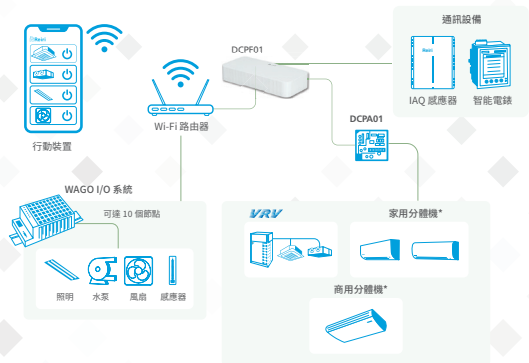 Reiri
行動裝置
Wi-Fi 路由器
DCPF01
通訊設備
Reiri
IAQ 感應器
智能電錶
DCPA01
WAGO I/O 系統
可達 10 個節點
照明
水泵
風扇
感應器
VRV
家用分體機*
商用分體機*